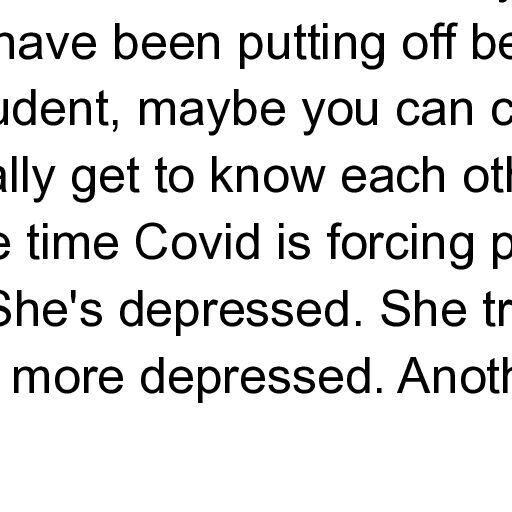 have been putting off be
udent, maybe you can c
ally get to know each oth
e time Covid is forcing p
She's depressed. She tr
more depressed. Anoth